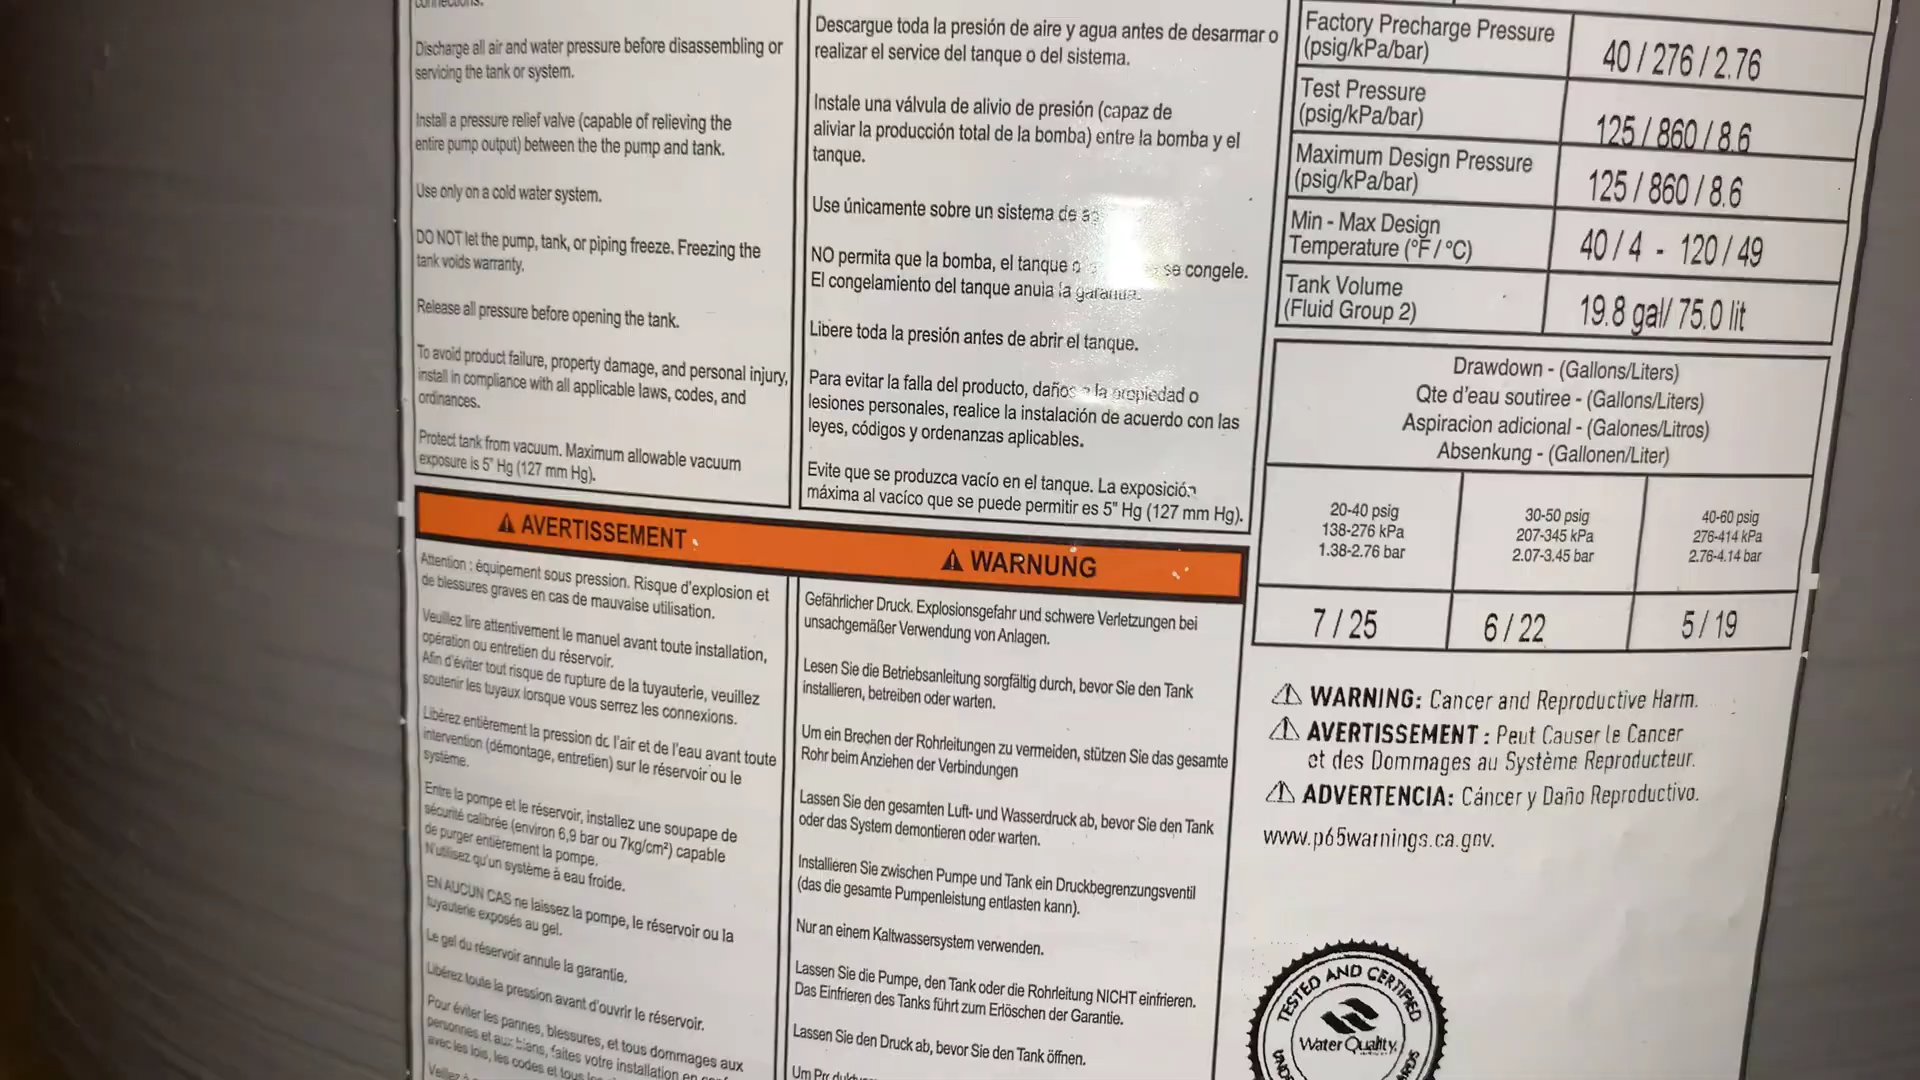 connections.
Discharge all air and water pressure before disassembling or
servicing the tank or system.
Install a pressure relief valve (capable of relieving the
entire pump output) between the the pump and tank.
Use only on a cold water system.
DO NOT let the pump, tank, or piping freeze. Freezing the
tank voids warranty.
Release all pressure before opening the tank.
To avoid product failure, property damage, and personal injury,
install in compliance with all applicable laws, codes, and
ordinances.
Protect tank from vacuum. Maximum allowable vacuum
exposure is 5" Hg (127 mm Hg).
Descargue toda la presión de aire y agua antes de desarmar o
realizar el service del tanque o del sistema.
Instale una válvula de alivio de presión (capaz de
aliviar la producción total de la bomba) entre la bomba y el
tanque.
Use únicamente sobre un sistema de
NO permita que la bomba, el tanque o se congele.
El congelamiento del tanque anula la garantía.
Libere toda la presión antes de abrir el tanque.
Para evitar la falla del producto, daños a la propiedad o
lesiones personales, realice la instalación de acuerdo con las
leyes, códigos y ordenanzas aplicables.
Evite que se produzca vacío en el tanque. La exposición
máxima al vacíco que se puede permitir es 5" Hg (127 mm Hg).
Factory Precharge Pressure
(psig/kPa/bar)
40 / 276 / 2.76
Test Pressure
(psig/kPa/bar)
125 / 860 / 8.6
Maximum Design Pressure
(psig/kPa/bar)
125 / 860 / 8.6
Min - Max Design
Temperature (°F / °C)
40 / 4 - 120 / 49
Tank Volume
(Fluid Group 2)
19.8 gal/ 75.0 lit
Drawdown - (Gallons/Liters)
Qte d'eau soutiree - (Gallons/Liters)
Aspiracion adicional - (Galones/Litros)
Absenkung - (Gallonen/Liter)
20-40 psig
138-276 kPa
1.38-2.76 bar
30-50 psig
207-345 kPa
2.07-3.45 bar
40-60 psig
276-414 kPa
2.76-4.14 bar
7 / 25
6 / 22
5 / 19
⚠ AVERTISSEMENT
Attention : équipement sous pression. Risque d'explosion et
de blessures graves en cas de mauvaise utilisation.
Veuillez lire attentivement le manuel avant toute installation,
opération ou entretien du réservoir.
Afin d'éviter tout risque de rupture de la tuyauterie, veuillez
soutenir les tuyaux lorsque vous serrez les connexions.
Libérez entièrement la pression de l'air et de l'eau avant toute
intervention (démontage, entretien) sur le réservoir ou le
système.
Entre la pompe et le réservoir, installez une soupape de
sécurité calibrée (environ 6,9 bar ou 7kg/cm²) capable
de purger entièrement la pompe.
N'utilisez qu'un système à eau froide.
EN AUCUN CAS ne laissez la pompe, le réservoir ou la
tuyauterie exposés au gel.
Le gel du réservoir annule la garantie.
Libérez toute la pression avant d'ouvrir le réservoir.
Pour éviter les pannes, blessures, et tous dommages aux
personnes et aux biens, faites votre installation en
avec les lois, les codes et tous
⚠ WARNUNG
Gefährlicher Druck. Explosionsgefahr und schwere Verletzungen bei
unsachgemäßer Verwendung von Anlagen.
Lesen Sie die Betriebsanleitung sorgfältig durch, bevor Sie den Tank
installieren, betreiben oder warten.
Um ein Brechen der Rohrleitungen zu vermeiden, stützen Sie das gesamte
Rohr beim Anziehen der Verbindungen
Lassen Sie den gesamten Luft- und Wasserdruck ab, bevor Sie den Tank
oder das System demontieren oder warten.
Installieren Sie zwischen Pumpe und Tank ein Druckbegrenzungsventil
(das die gesamte Pumpenleistung entlasten kann).
Nur an einem Kaltwassersystem verwenden.
Lassen Sie die Pumpe, den Tank oder die Rohrleitung NICHT einfrieren.
Das Einfrieren des Tanks führt zum Erlöschen der Garantie.
Lassen Sie den Druck ab, bevor Sie den Tank öffnen.
Um
⚠ WARNING: Cancer and Reproductive Harm.
⚠ AVERTISSEMENT : Peut Causer le Cancer
et des Dommages au Système Reproducteur.
⚠ ADVERTENCIA: Cáncer y Daño Reproductivo.
www.p65warnings.ca.gov.
TESTED AND CERTIFIED
Water Quality